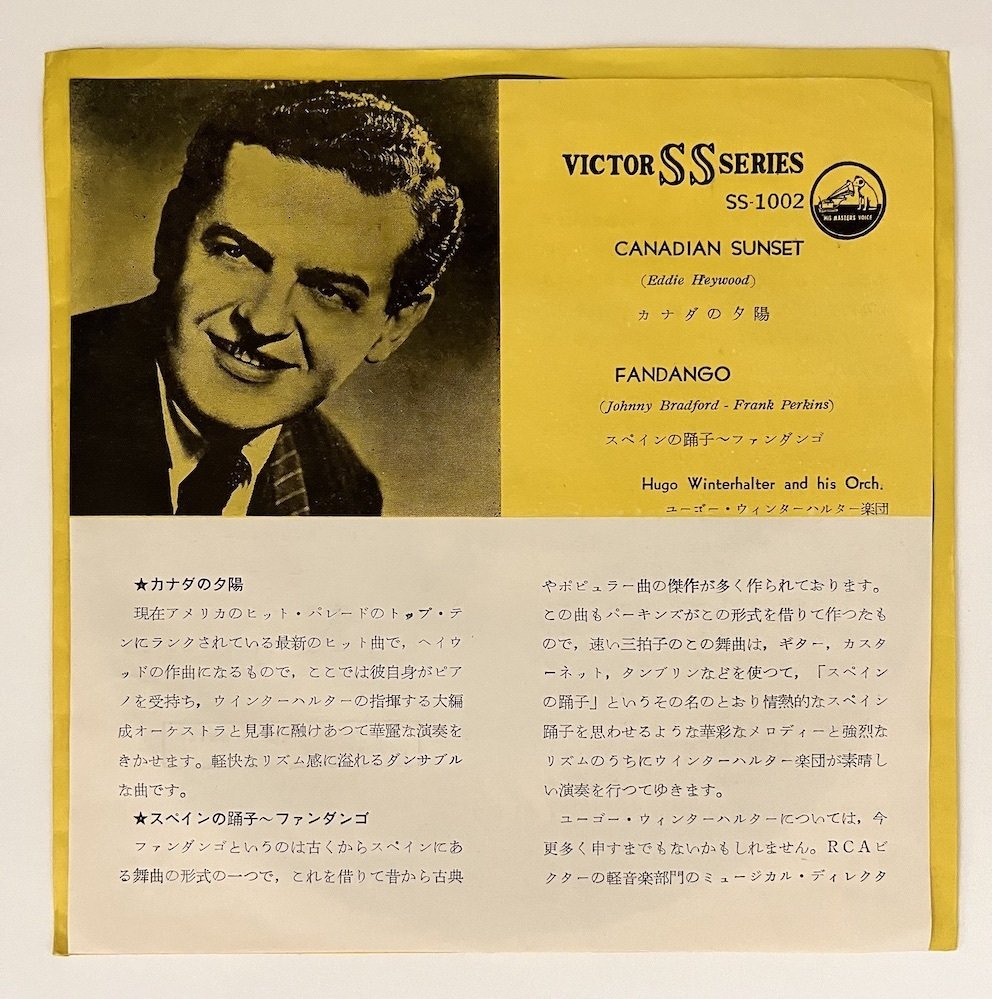 VICTOR SS SERIES
SS-1002
HIS MASTERS VOICE
CANADIAN SUNSET
(Eddie Heywood)
カナダの夕陽
FANDANGO
(Johnny Bradford - Frank Perkins)
スペインの踊子～ファンダンゴ
Hugo Winterhalter and his Orch.
ユーゴー・ウィンターハルター楽団
★カナダの夕陽
現在アメリカのヒット・パレードのトップ・テ
ンにランクされている最新のヒット曲で，ヘイウ
ッドの作曲になるもので，ここでは彼自身がピア
ノを受持ち，ウインターハルターの指揮する大編
成オーケストラと見事に融けあつて華麗な演奏を
きかせます。軽快なリズム感に溢れるダンサブル
な曲です。
★スペインの踊子～ファンダンゴ
ファンダンゴというのは古くからスペインにあ
る舞曲の形式の一つで，これを借りて昔から古典
やポピュラー曲の傑作が多く作られております。
この曲もパーキンズがこの形式を借りて作つたも
ので，速い三拍子のこの舞曲は，ギター，カスタ
ーネット，タンブリンなどを使つて，「スペイン
の踊子」というその名のとおり情熱的なスペイン
踊子を思わせるような華彩なメロディーと強烈な
リズムのうちにウインターハルター楽団が素晴し
い演奏を行つてゆきます。
ユーゴー・ウィンターハルターについては，今
更多く申すまでもないかもしれません。RCAビ
クターの軽音楽部門のミュージカル・ディレクタ